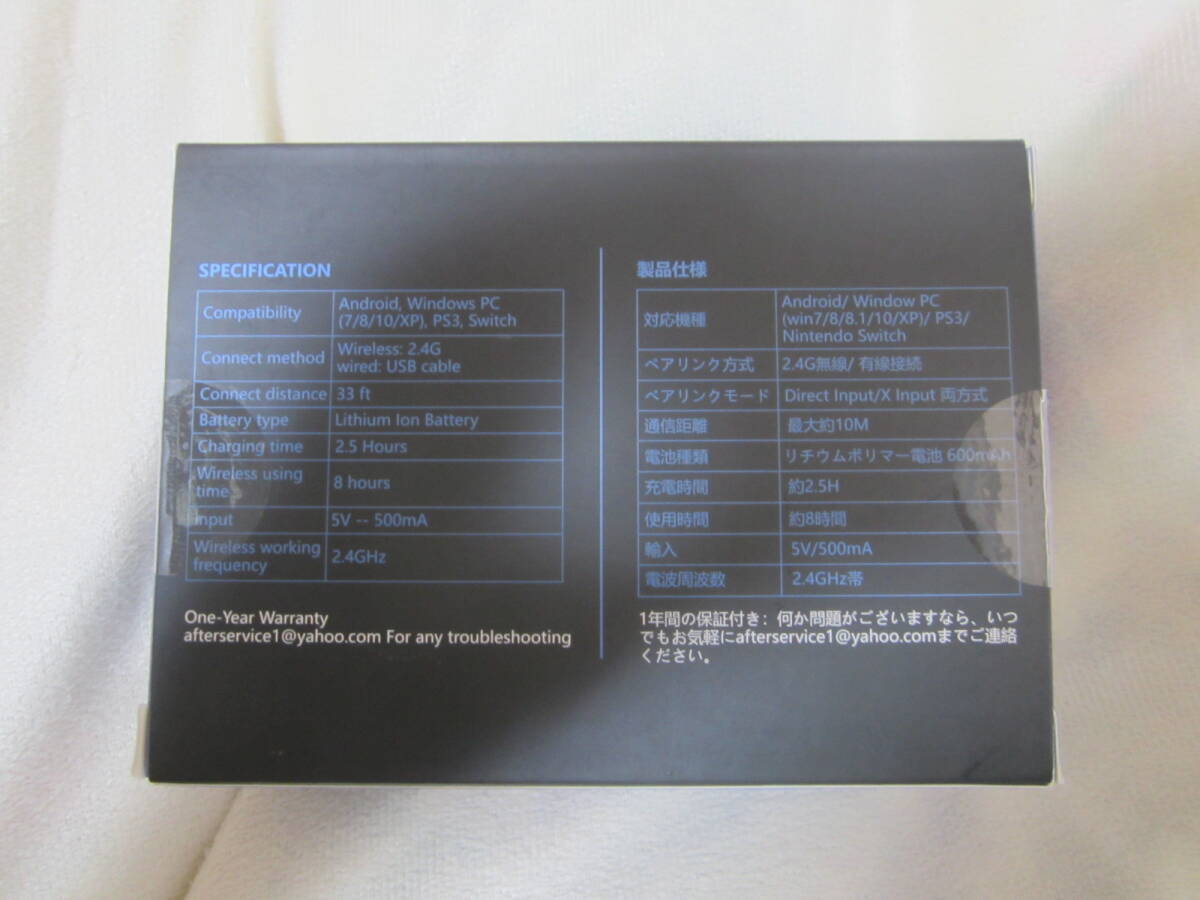 SPECIFICATION
Compatibility
Android, Windows PC
(7/8/10/XP), PS3, Switch
Connect method
Wireless: 2.4G
wired: USB cable
Connect distance
33 ft
Battery type
Lithium Ion Battery
Charging time
2.5 Hours
Wireless using
time
8 hours
input
5V -- 500mA
Wireless working
frequency
2.4GHz
One-Year Warranty
afterservice1@yahoo.com For any troubleshooting
製品仕様
対応機種
Android/ Window PC
(win7/8/8.1/10/XP)/ PS3/
Nintendo Switch
ペアリンク方式
2.4G無線/ 有線接続
ペアリンクモード
Direct Input/X Input 両方式
通信距離
最大約10M
電池種類
リチウムポリマー電池 600mAh
充電時間
約2.5H
使用時間
約8時間
輸入
5V/500mA
電波周波数
2.4GHz帯
1年間の保証付き：何か問題がございますなら、いつ
でもお気軽にafterservice1@yahoo.comまでご連絡
ください。